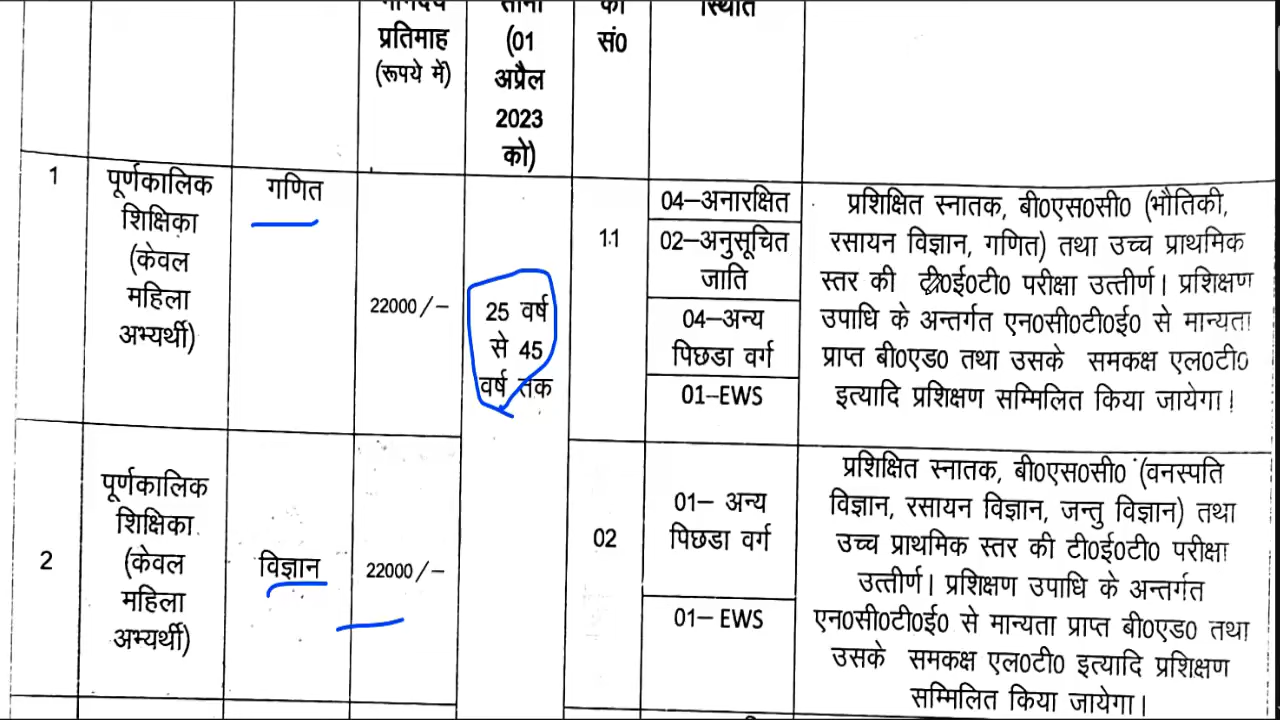 मानदेय
प्रतिमाह
(रूपये में)
सीमा
(01
अप्रैल
2023
को)
की
सं0
स्थिति
1
पूर्णकालिक
शिक्षिका
(केवल
महिला
अभ्यर्थी)
गणित
22000/–
25 वर्ष
से 45
वर्ष तक
11
04–अनारक्षित
02–अनुसूचित
जाति
04–अन्य
पिछडा वर्ग
01–EWS
प्रशिक्षित स्नातक, बी0एस0सी0 (भौतिकी,
रसायन विज्ञान, गणित) तथा उच्च प्राथमिक
स्तर की टी0ई0टी0 परीक्षा उत्तीर्ण। प्रशिक्षण
उपाधि के अन्तर्गत एन0सी0टी0ई0 से मान्यता
प्राप्त बी0एड0 तथा उसके समकक्ष एल0टी0
इत्यादि प्रशिक्षण सम्मिलित किया जायेगा।
2
पूर्णकालिक
शिक्षिका
(केवल
महिला
अभ्यर्थी)
विज्ञान
22000/–
02
01– अन्य
पिछडा वर्ग
01– EWS
प्रशिक्षित स्नातक, बी0एस0सी0 (वनस्पति
विज्ञान, रसायन विज्ञान, जन्तु विज्ञान) तथा
उच्च प्राथमिक स्तर की टी0ई0टी0 परीक्षा
उत्तीर्ण। प्रशिक्षण उपाधि के अन्तर्गत
एन0सी0टी0ई0 से मान्यता प्राप्त बी0एड0 तथा
उसके समकक्ष एल0टी0 इत्यादि प्रशिक्षण
सम्मिलित किया जायेगा।